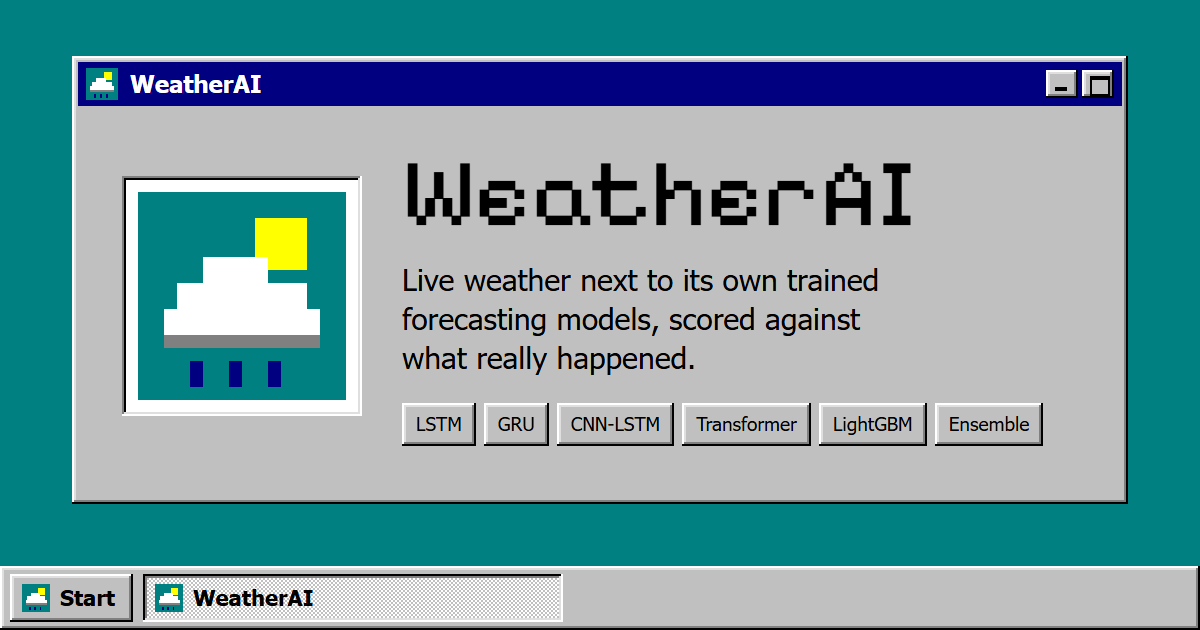 WeatherAI
WeatherAI
Live weather next to its own trained
forecasting models, scored against
what really happened.
LSTM GRU CNN-LSTM Transformer LightGBM Ensemble
Start WeatherAI